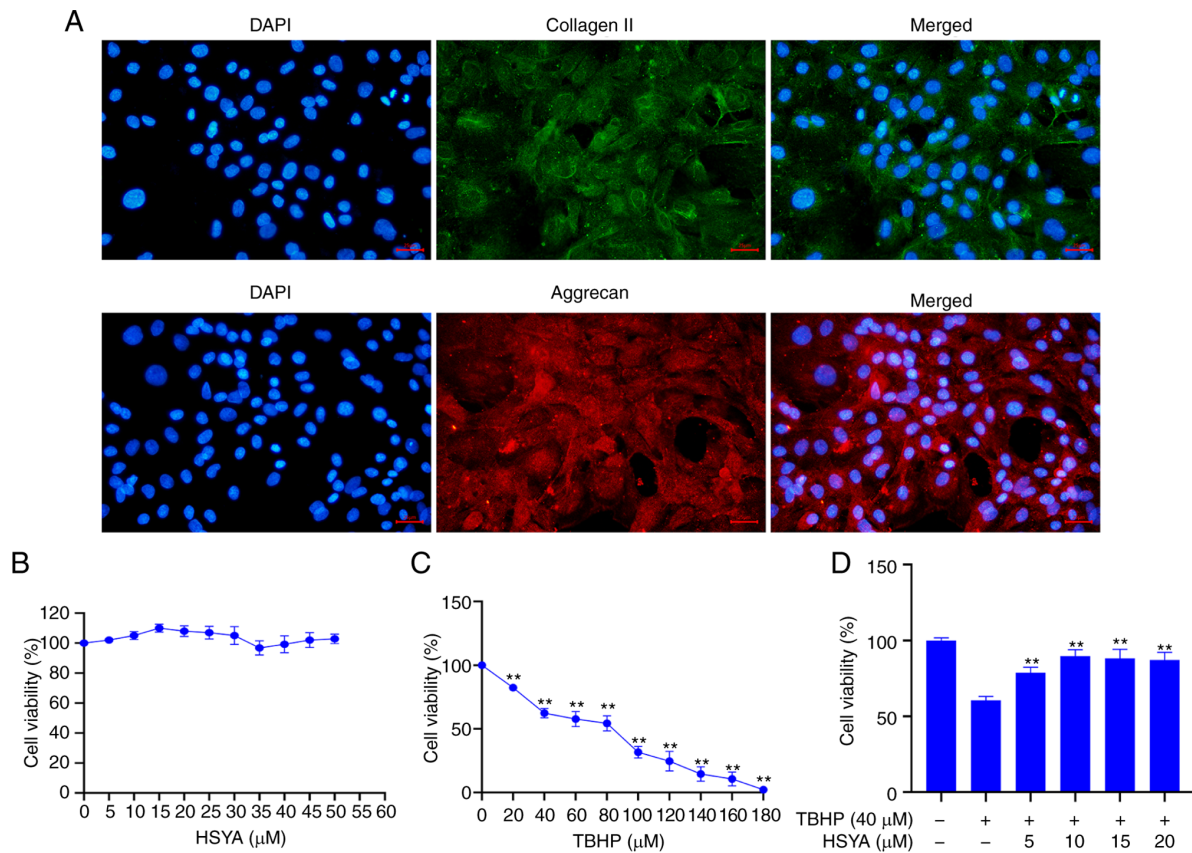 A
DAPI Collagen II Merged
DAPI Aggrecan Merged
B
Cell viability (%)
120
100
80
60
40
20
0
0 5 10 15 20 25 30 35 40 45 50 55 60
HSYA (μM)
C
Cell viability (%)
150
100
50
0
** ** ** ** ** ** ** ** **
0 20 40 60 80 100 120 140 160 180
TBHP (μM)
D
Cell viability (%)
150
100
50
0
** ** ** **
TBHP (40 μM) – + + + + +
HSYA (μM) – – 5 10 15 20